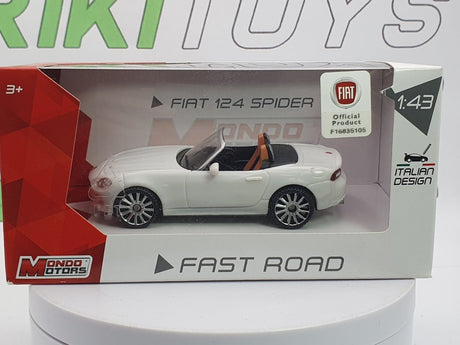 RIKITOYS
3+
FIAT 124 SPIDER
FIAT
Official
Product
F16835105
1:43
MONDO
ITALIAN
DESIGN
MONDO
MOTORS
FAST ROAD